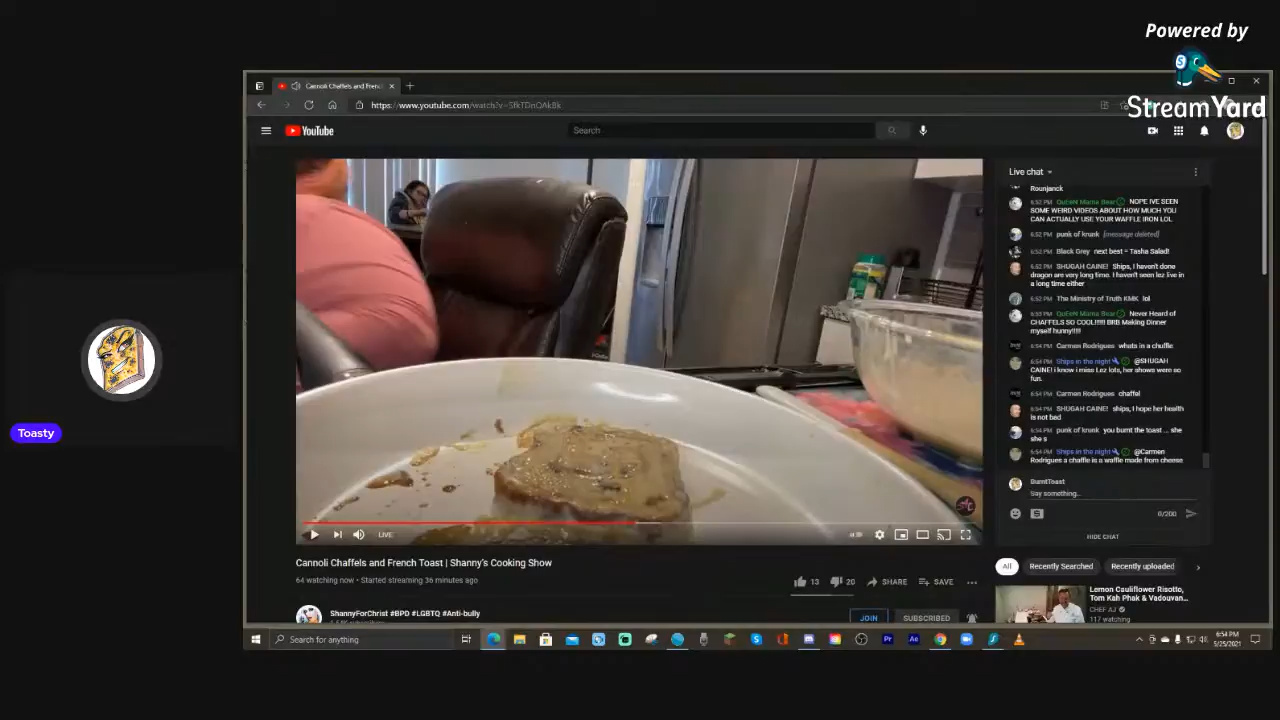 Powered by
StreamYard
Cannoli Chaffels and Frenc
https://www.youtube.com/watch?v=
YouTube
Search
Live chat
Rounjanck
QuEeN Mama Bear NOPE IVE SEEN
SOME WEIRD VIDEOS ABOUT HOW MUCH YOU
CAN ACTUALLY USE YOUR WAFFLE IRON LOL
6:52 PM punk of krunk [message deleted]
6:52 PM Black Grey next best = Tasha Salad!
6:52 PM SHUGAH CAINE! Ships, I haven't done
dragon are very long time. I haven't seen lez live in
a long time either
6:52 PM The Ministry of Truth KMK lol
6:53 PM QuEeN Mama Bear Never Heard of
CHAFFELS SO COOL!!!!!! BRB Making Dinner
myself hunny!!!!!
6:54 PM Carmen Rodrigues whats in a chuffle
6:54 PM Ships in the night @SHUGAH
CAINE! i know i miss Lez lots, her shows were so
fun.
6:54 PM Carmen Rodrigues chaffel
6:54 PM SHUGAH CAINE! ships, I hope her health
is not bad
6:54 PM punk of krunk you burnt the toast ... she
she s
6:54 PM Ships in the night @Carmen
Rodrigues a chaffle is a waffle made from cheese
BurntToast
Say something...
0/200
HIDE CHAT
Toasty
LIVE
Cannoli Chaffels and French Toast | Shanny's Cooking Show
64 watching now • Started streaming 36 minutes ago
13
20
SHARE
SAVE
ShannyForChrist #BPD #LGBTQ #Anti-bully
JOIN
SUBSCRIBED
All
Recently Searched
Recently uploaded
Lemon Cauliflower Risotto,
Tom Kah Phak & Vadouvan...
CHEF AJ
117 watching
Search for anything
6:54 PM
5/25/2021